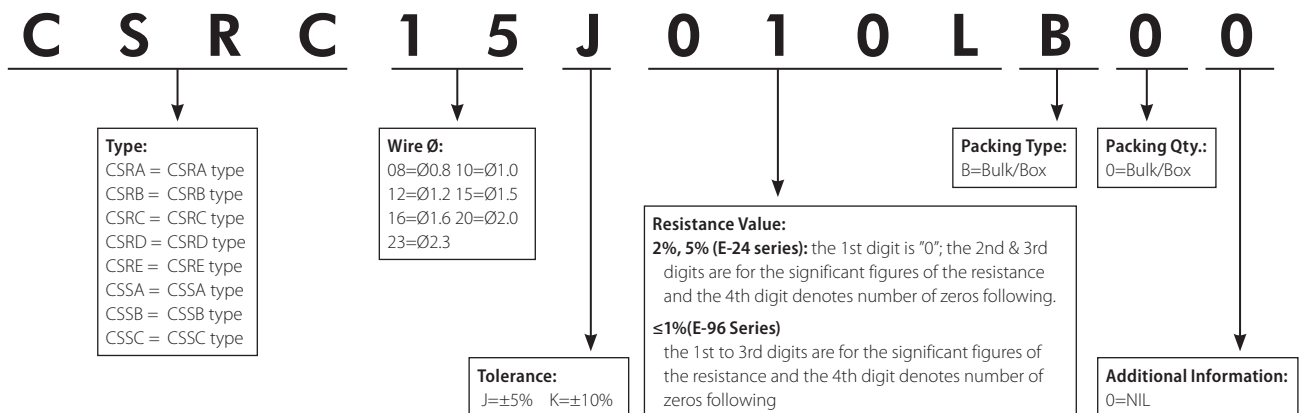 C S R C 1 5 J 0 1 0 L B 0 0
Type:
CSRA = CSRA type
CSRB = CSRB type
CSRC = CSRC type
CSRD = CSRD type
CSRE = CSRE type
CSSA = CSSA type
CSSB = CSSB type
CSSC = CSSC type
Wire Ø:
08=Ø0.8 10=Ø1.0
12=Ø1.2 15=Ø1.5
16=Ø1.6 20=Ø2.0
23=Ø2.3
Tolerance:
J=±5% K=±10%
Resistance Value:
2%, 5% (E-24 series): the 1st digit is "0"; the 2nd & 3rd
digits are for the significant figures of the resistance
and the 4th digit denotes number of zeros following.
≤1%(E-96 Series)
the 1st to 3rd digits are for the significant figures of
the resistance and the 4th digit denotes number of
zeros following
Packing Type:
B=Bulk/Box
Packing Qty.:
0=Bulk/Box
Additional Information:
0=NIL